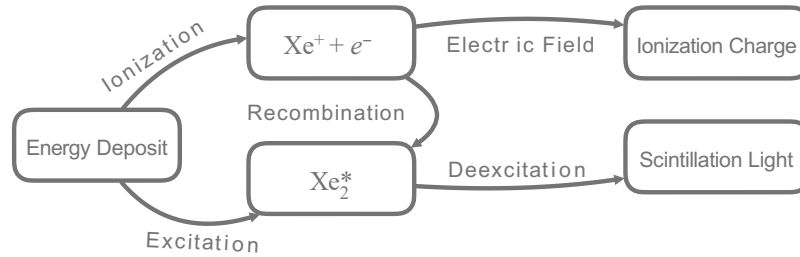 Ionization
Xe⁺ + e⁻
Electr ic Field
Ionization Charge
Recombination
Energy Deposit
Xe₂*
Deexcitation
Scintillation Light
Excitation